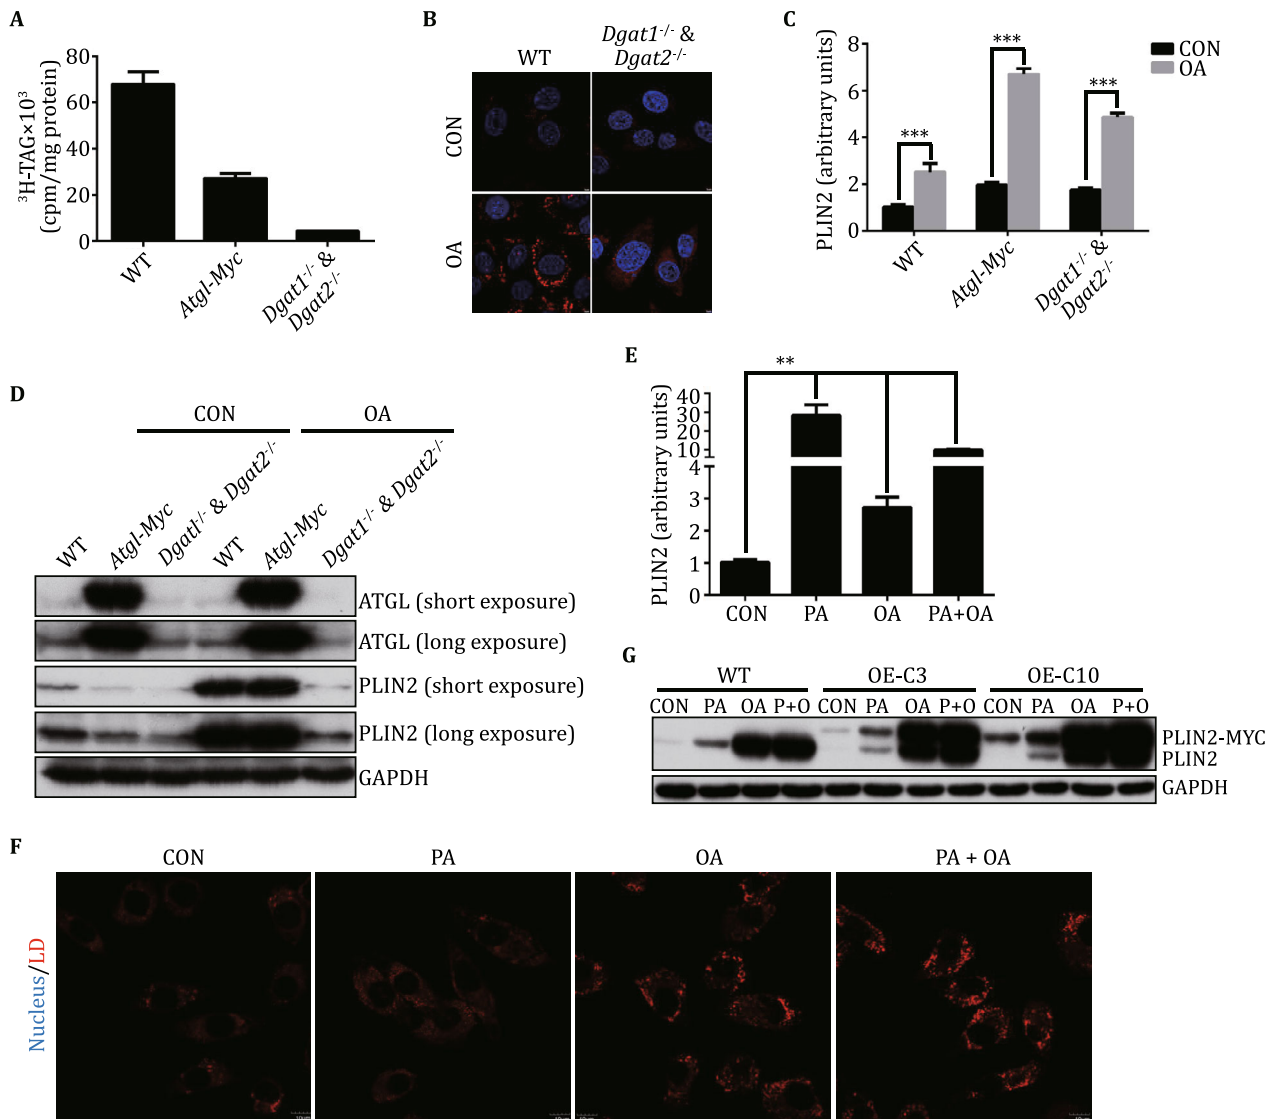 A
³H-TAG×10³
(cpm/mg protein)
80
60
40
20
0
WT
Atgl-Myc
Dgat1⁻/⁻ &
Dgat2⁻/⁻
B
WT
Dgat1⁻/⁻ &
Dgat2⁻/⁻
CON
OA
C
PLIN2 (arbitrary units)
8
6
4
2
0
***
***
***
CON
OA
WT
Atgl-Myc
Dgat1⁻/⁻ &
Dgat2⁻/⁻
D
CON
OA
WT
Atgl-Myc
Dgatl⁻/⁻ & Dgat2⁻/⁻
WT
Atgl-Myc
Dgat1⁻/⁻ & Dgat2⁻/⁻
ATGL (short exposure)
ATGL (long exposure)
PLIN2 (short exposure)
PLIN2 (long exposure)
GAPDH
E
PLIN2 (arbitrary units)
**
40
30
20
10
4
3
2
1
0
CON PA OA PA+OA
G
WT OE-C3 OE-C10
CON PA OA P+O CON PA OA P+O CON PA OA P+O
PLIN2-MYC
PLIN2
GAPDH
F
CON PA OA PA + OA
Nucleus/LD